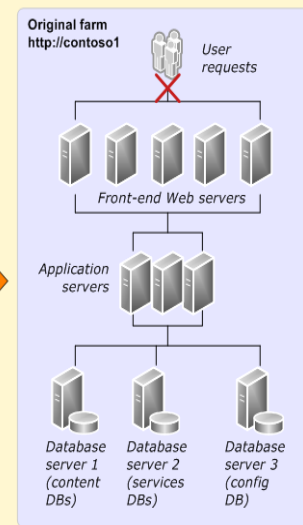 Original farm
http://contoso1
User
requests
Front-end Web servers
Application
servers
Database
server 1
(content
DBs)
Database
server 2
(services
DBs)
Database
server 3
(config
DB)